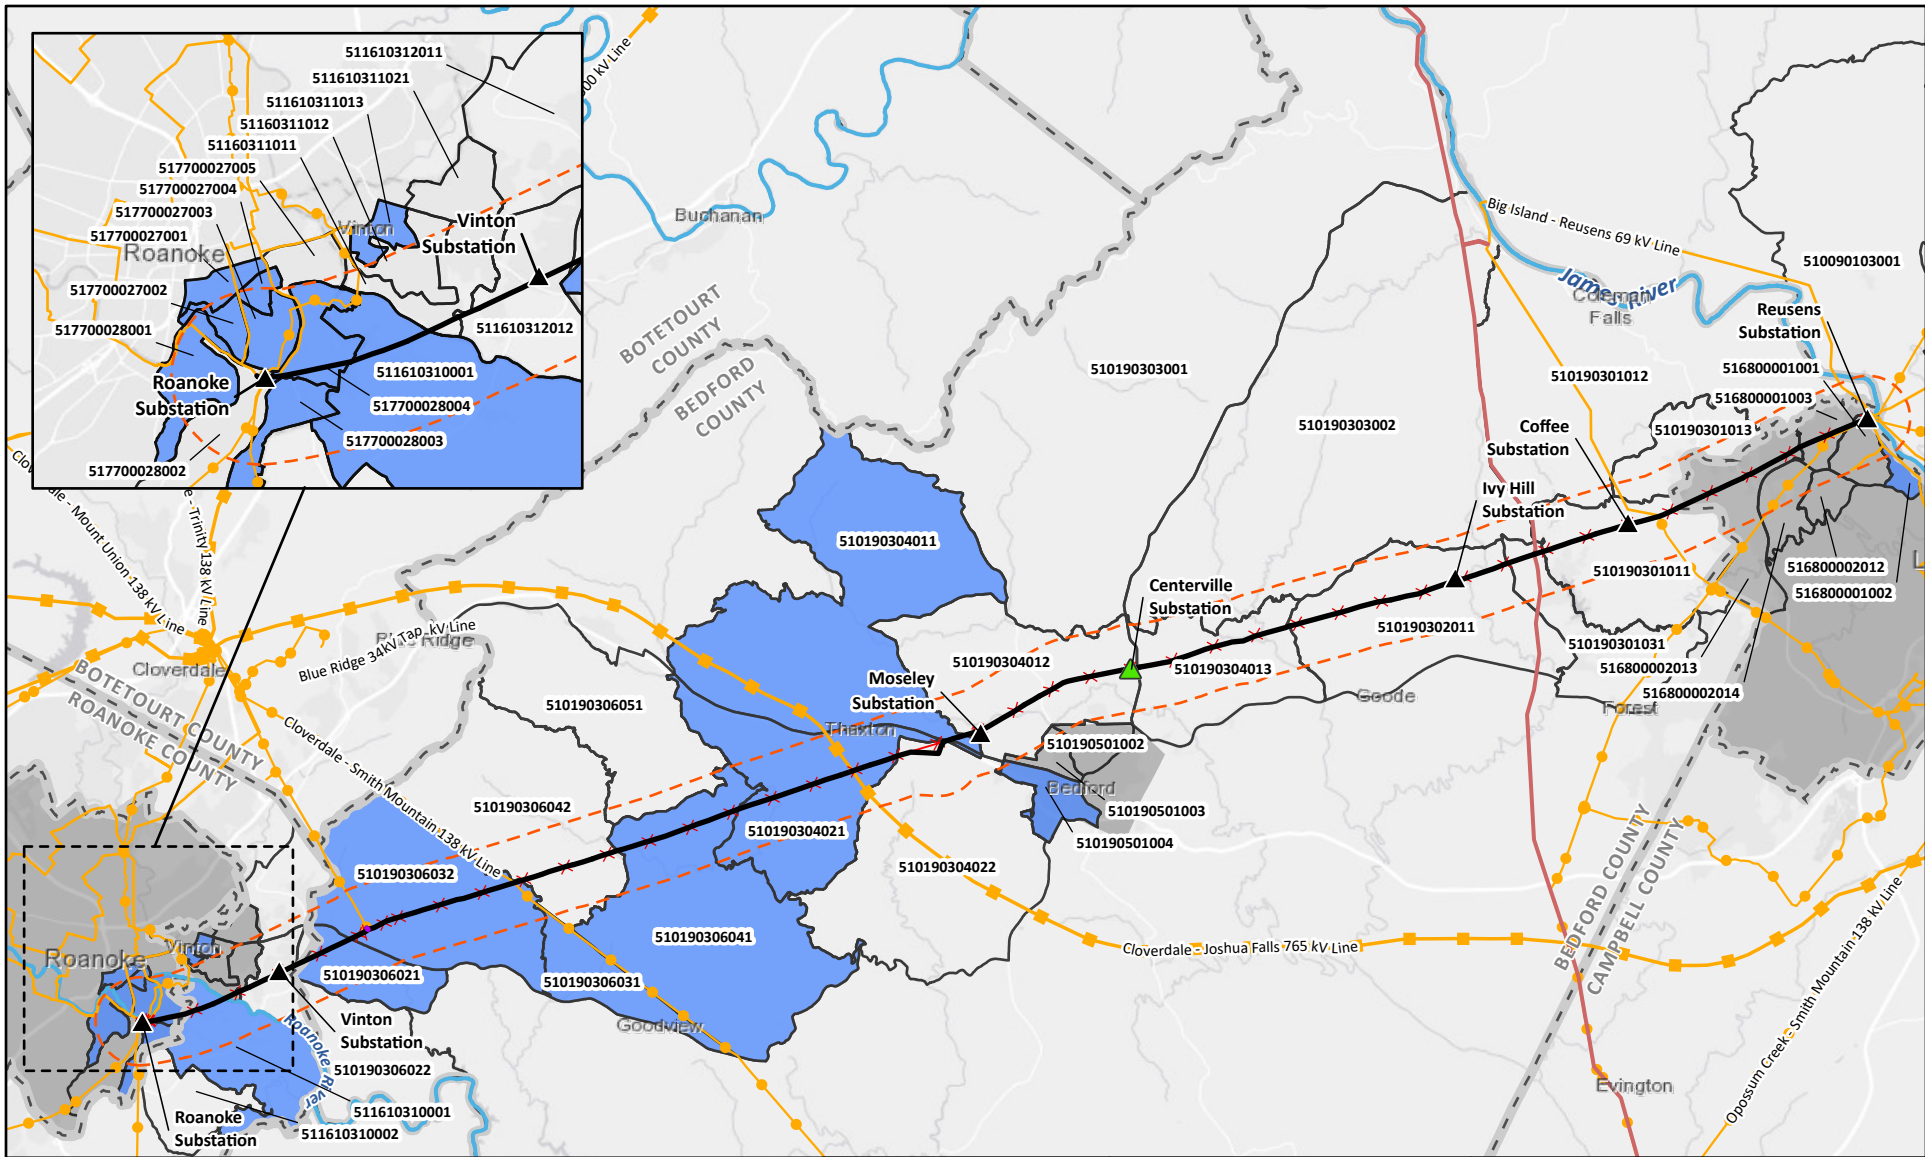 511610312011
511610311021
511610311013
51160311012
51160311011
517700027005
517700027004
517700027003
517700027001
Roanoke
517700027002
517700028001
Roanoke
Substation
517700028002
Vinton
Vinton
Substation
511610312012
511610310001
517700028004
517700028003
00 kV Line
Buchanan
BOTETOURT
COUNTY
BEDFORD
COUNTY
Big Island - Reusens 69 kV Line
James River
Coleman
Falls
510090103001
Reusens
Substation
510190303001
510190303002
510190301012
516800001001
516800001003
510190301013
Coffee
Substation
Ivy Hill
Substation
510190304011
Centerville
Substation
510190301011
516800002012
516800001002
L
510190302011
510190301031
516800002013
516800002014
510190304012
510190304013
Moseley
Substation
Goode
Forest
Cloverdale - Mount Union 138 kV Line
e - Trinity 138 kV Line
Blue Ridge
Blue Ridge 34kV Tap kV Line
Cloverdale
BOTETOURT COUNTY
ROANOKE COUNTY
Cloverdale - Smith Mountain 138 kV Line
510190306051
Thaxton
510190501002
Bedford
510190501003
510190501004
510190306042
510190304021
510190304022
510190306032
510190306041
Cloverdale - Joshua Falls 765 kV Line
BEDFORD COUNTY
CAMPBELL COUNTY
Opossum Creek - Smith Mountain 138 kV Line
Roanoke
Vinton
510190306021
510190306031
Goodview
Vinton
Substation
Roanoke River
510190306022
511610310001
Roanoke
Substation
511610310002
Evington